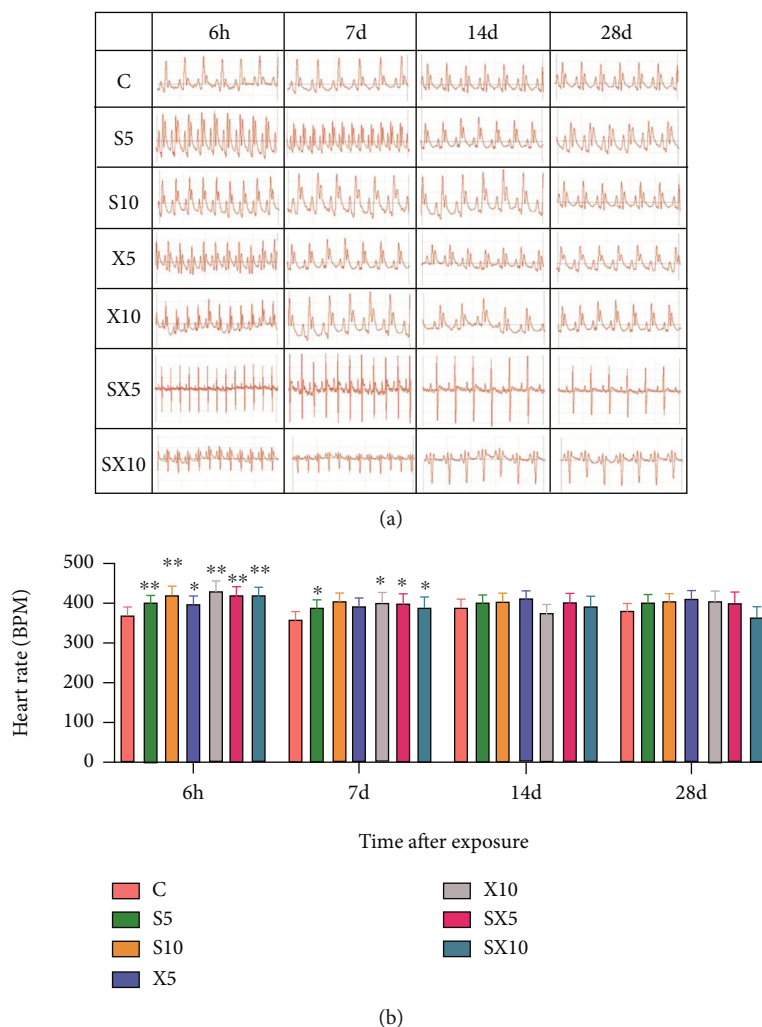 6h 7d 14d 28d
C
S5
S10
X5
X10
SX5
SX10
(a)
500
400
300
200
100
0
Heart rate (BPM)
** ** * ** ** **
* * * *
6h 7d 14d 28d
Time after exposure
C
S5
S10
X5
X10
SX5
SX10
(b)